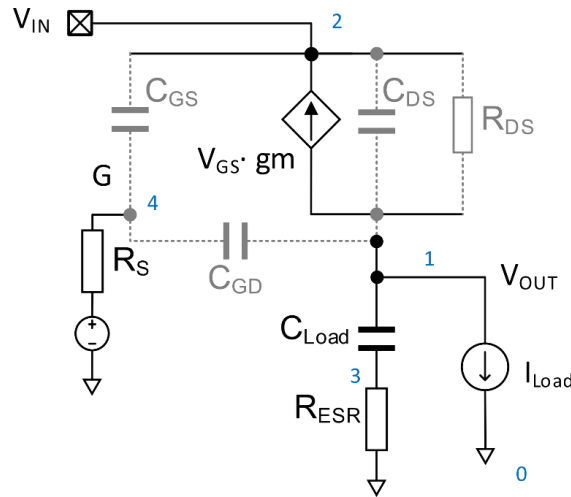 V_IN
2
C_GS
C_DS
R_DS
V_GS· gm
G
4
R_S
C_GD
1
V_OUT
C_Load
3
I_Load
R_ESR
0
+
−